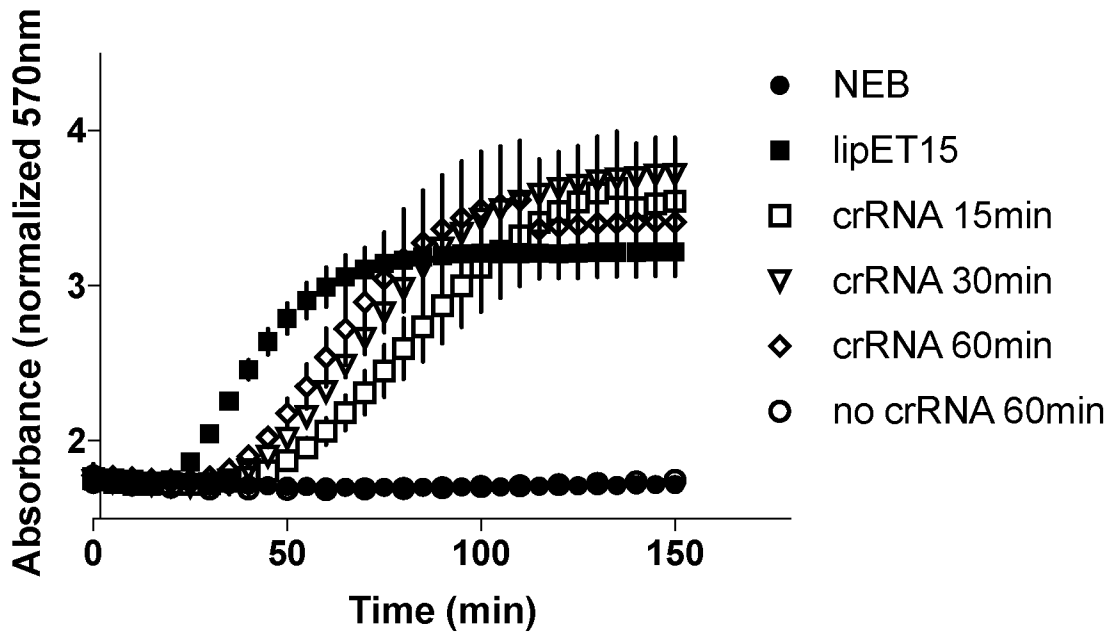 Absorbance (normalized 570nm
4
3
2
0
50
100
150
Time (min)
NEB
lipET15
crRNA 15min
crRNA 30min
crRNA 60min
no crRNA 60min